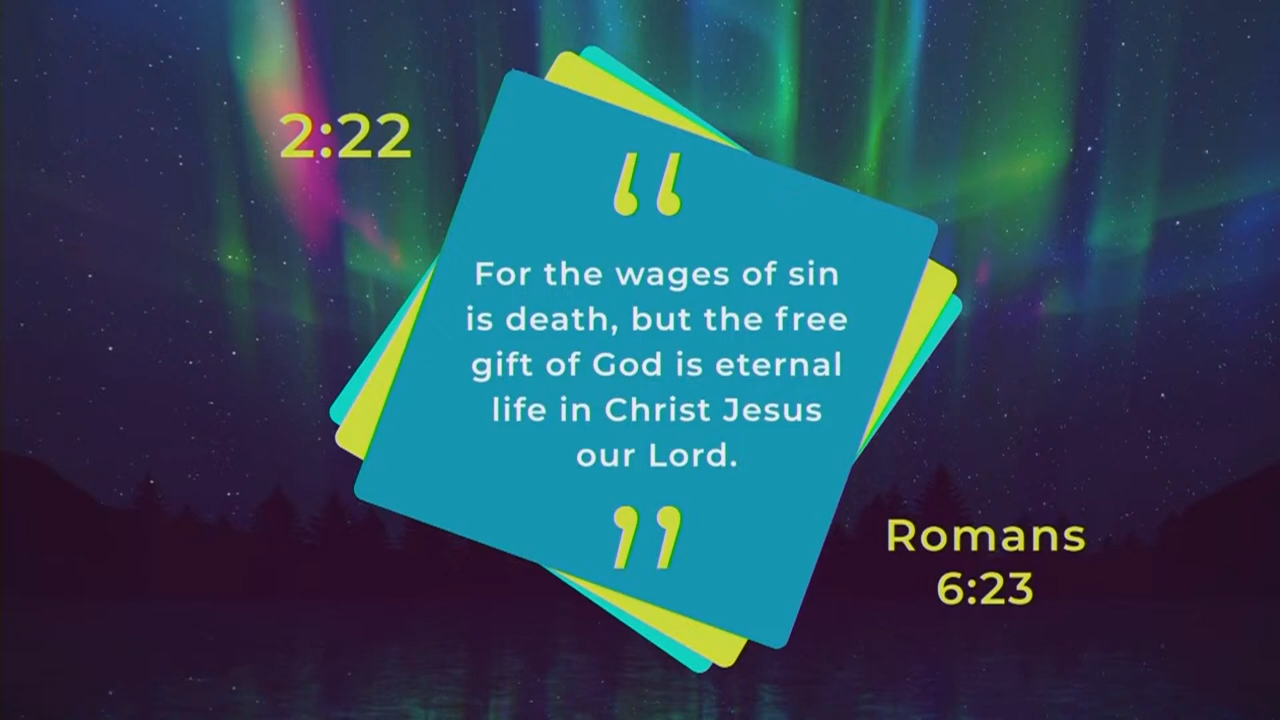 2:22
“
For the wages of sin
is death, but the free
gift of God is eternal
life in Christ Jesus
our Lord.
”
Romans
6:23